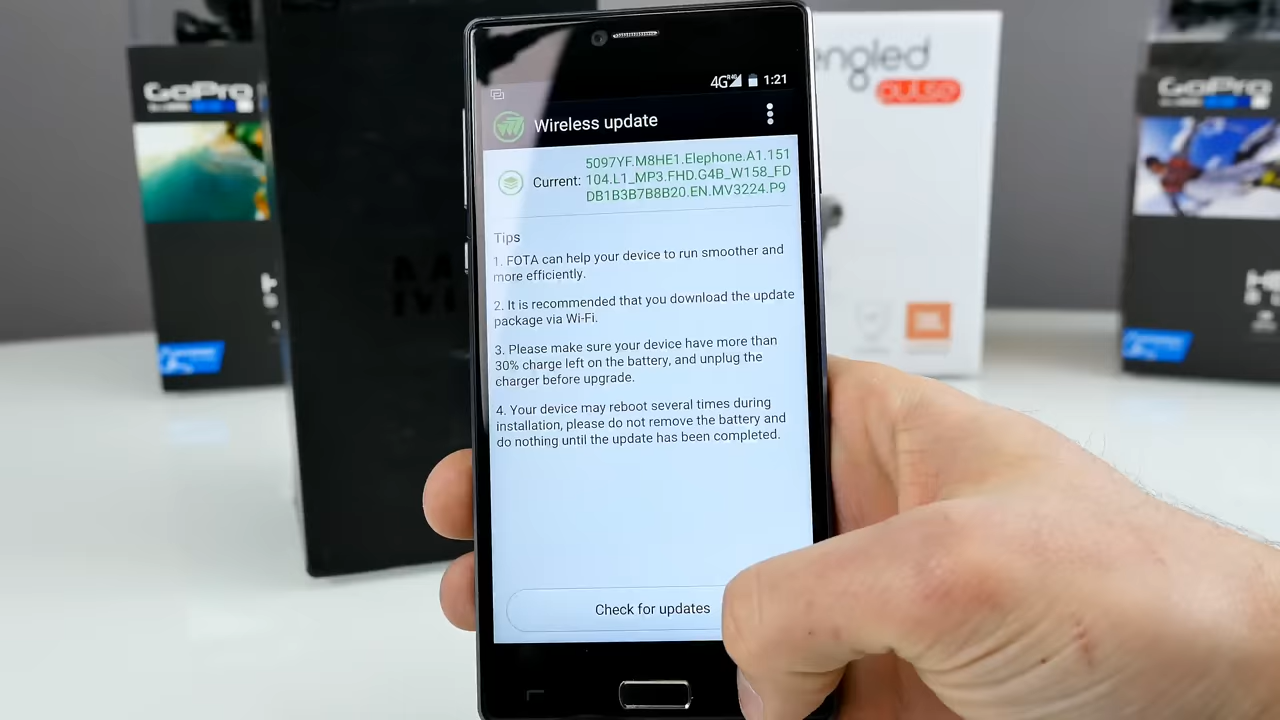 GoPro
engled
pulse
GoPro
4G R 4G 1:21
Wireless update
Current:
5097YF.M8HE1.Elephone.A1.151
104.L1_MP3.FHD.G4B_W158_FD
DB1B3B7B8B20.EN.MV3224.P9
Tips
1. FOTA can help your device to run smoother and
more efficiently.
2. It is recommended that you download the update
package via Wi-Fi.
3. Please make sure your device have more than
30% charge left on the battery, and unplug the
charger before upgrade.
4. Your device may reboot several times during
installation, please do not remove the battery and
do nothing until the update has been completed.
Check for updates
JBL